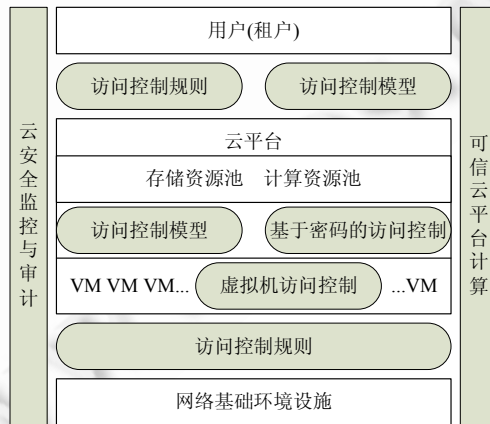 用户(租户)
访问控制规则 访问控制模型
云平台
存储资源池 计算资源池
访问控制模型 基于密码的访问控制
VM VM VM... 虚拟机访问控制 ...VM
访问控制规则
网络基础环境设施
云安全监控与审计
可信云平台计算